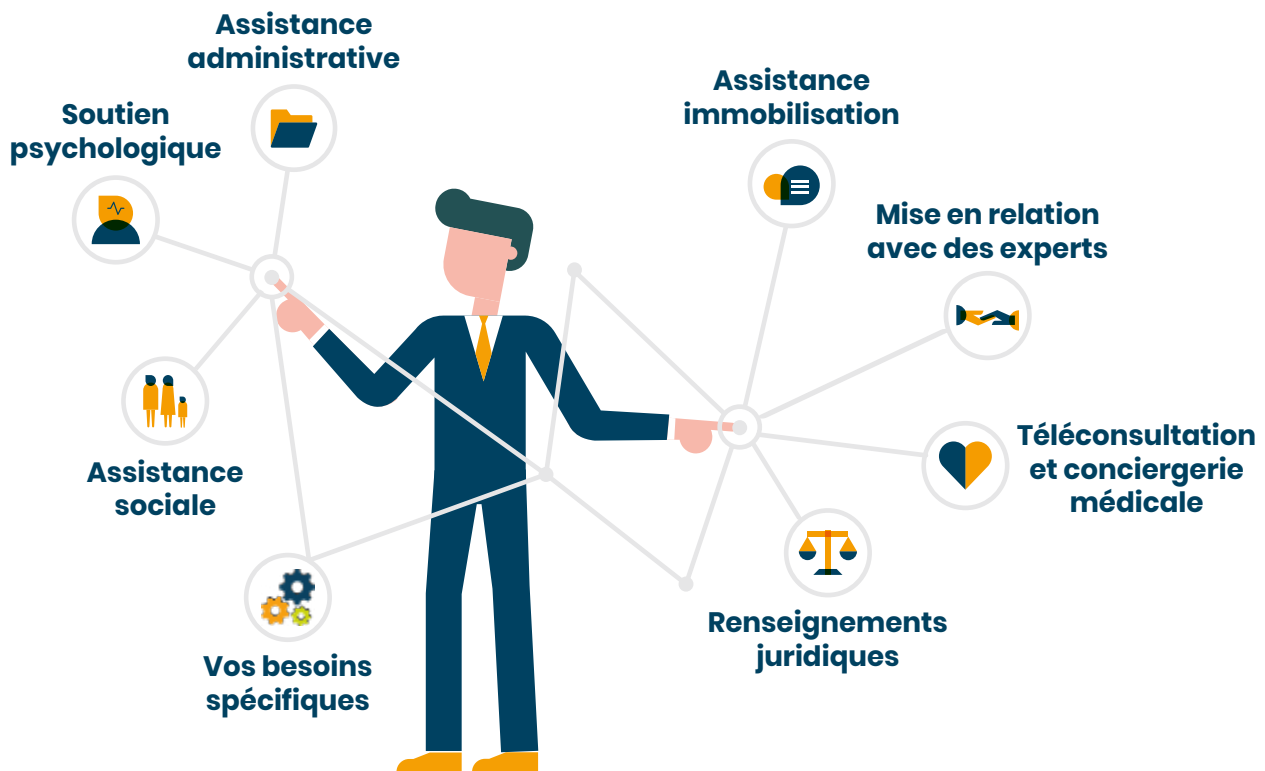 Assistance
administrative
Soutien
psychologique
Assistance
sociale
Vos besoins
spécifiques
Assistance
immobilisation
Mise en relation
avec des experts
Téléconsultation
et conciergerie
médicale
Renseignements
juridiques